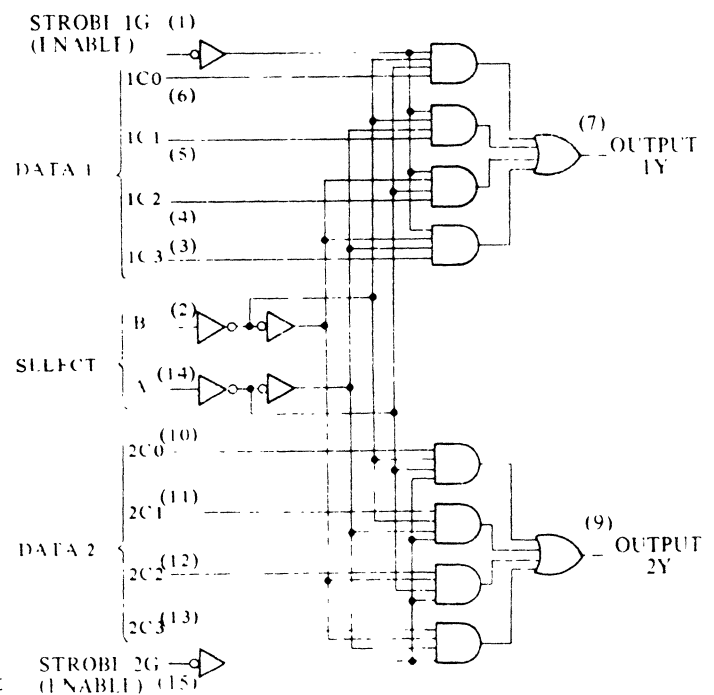 STROBE 1G (1)
(ENABLE)
1C0
(6)
1C1
(5)
(7)
OUTPUT
1Y
DATA 1
1C2
(4)
1C3 (3)
B (2)
SELECT
A (14)
2C0 (10)
2C1 (11)
(9)
OUTPUT
2Y
DATA 2
2C2 (12)
2C3 (13)
STROBE 2G
(ENABLE) (15)